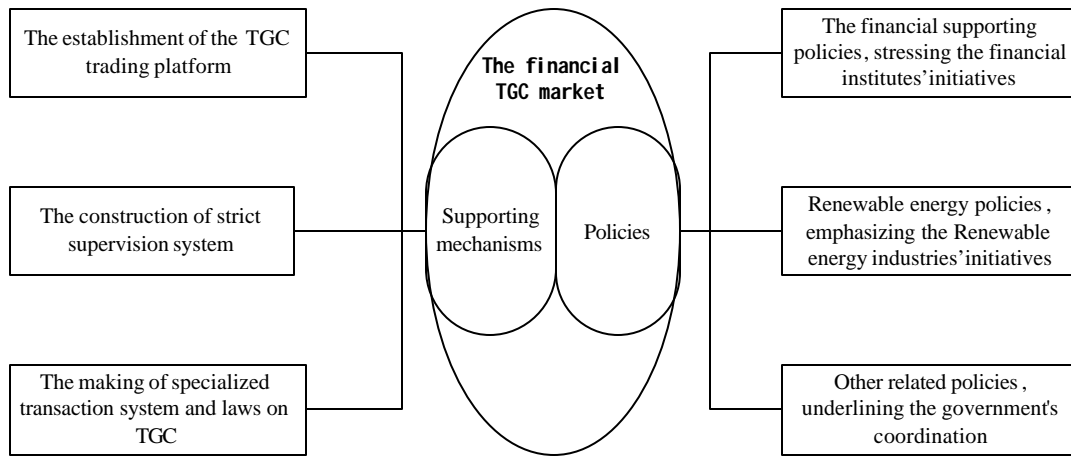 The establishment of the TGC
trading platform
The construction of strict
supervision system
The making of specialized
transaction system and laws on
TGC
The financial
TGC market
Supporting
mechanisms
Policies
The financial supporting
policies, stressing the financial
institutes’initiatives
Renewable energy policies ,
emphasizing the Renewable
energy industries’initiatives
Other related policies ,
underlining the government's
coordination